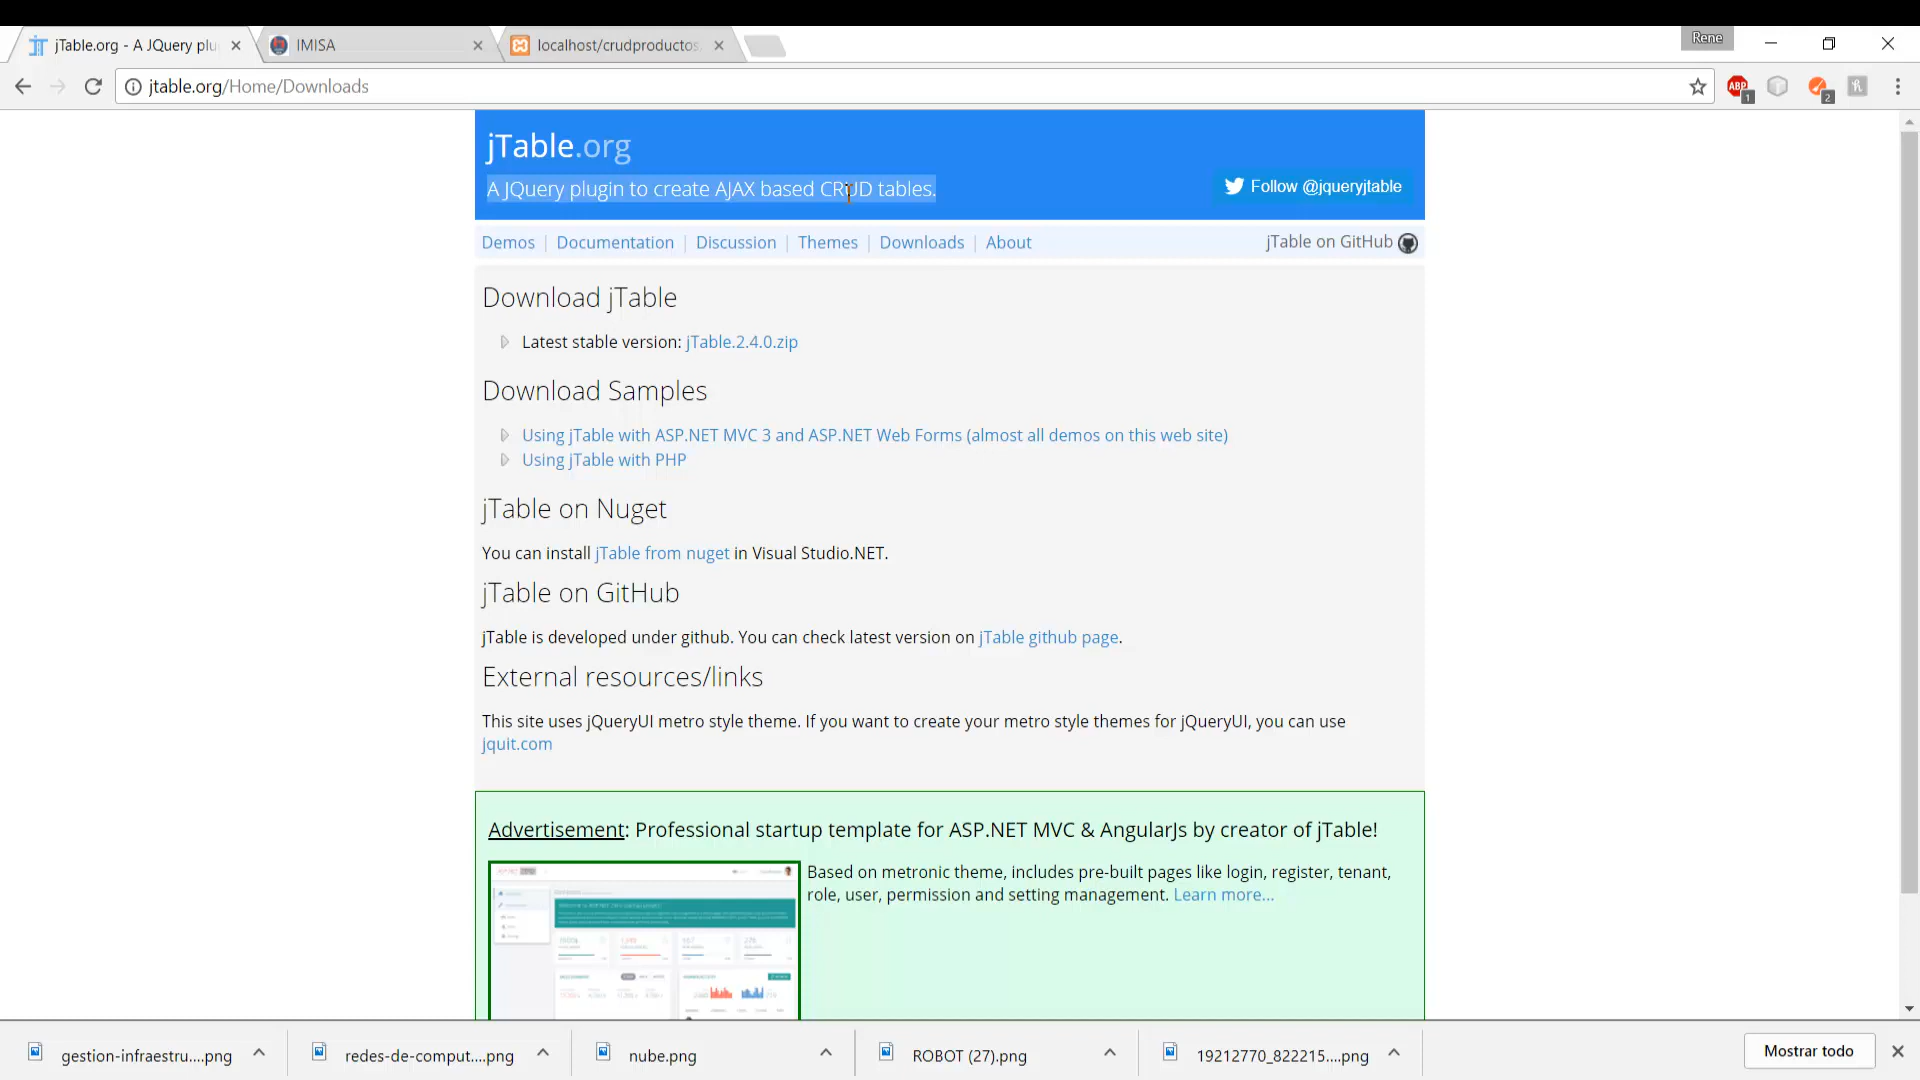 jTable.org - A JQuery plu
IMISA
localhost/crudproductos
Rene
jtable.org/Home/Downloads
ABP
1
2
jTable.org
A JQuery plugin to create AJAX based CRUD tables.
Follow @jqueryjtable
Demos | Documentation | Discussion | Themes | Downloads | About
jTable on GitHub
Download jTable
Latest stable version: jTable.2.4.0.zip
Download Samples
Using jTable with ASP.NET MVC 3 and ASP.NET Web Forms (almost all demos on this web site)
Using jTable with PHP
jTable on Nuget
You can install jTable from nuget in Visual Studio.NET.
jTable on GitHub
jTable is developed under github. You can check latest version on jTable github page.
External resources/links
This site uses jQueryUI metro style theme. If you want to create your metro style themes for jQueryUI, you can use
jquit.com
Advertisement: Professional startup template for ASP.NET MVC & AngularJs by creator of jTable!
Based on metronic theme, includes pre-built pages like login, register, tenant,
role, user, permission and setting management. Learn more...
gestion-infraestru....png
redes-de-comput....png
nube.png
ROBOT (27).png
19212770_822215....png
Mostrar todo